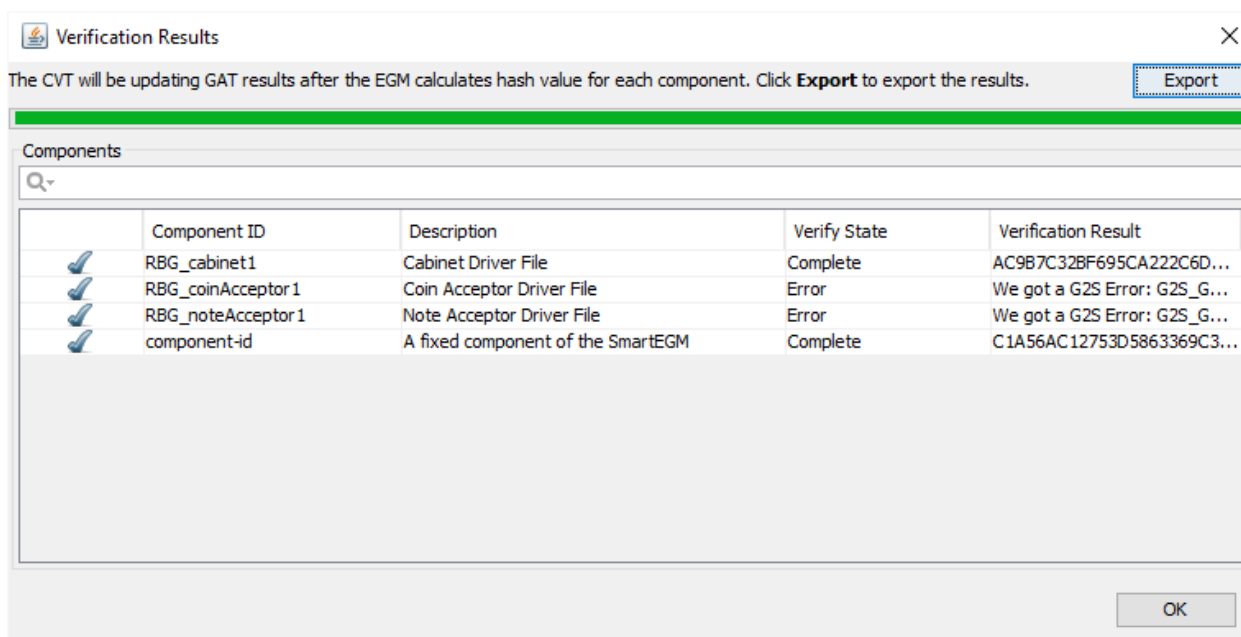 Verification Results
The CVT will be updating GAT results after the EGM calculates hash value for each component. Click Export to export the results.
Export
Components
Component ID Description Verify State Verification Result
RBG_cabinet1 Cabinet Driver File Complete AC9B7C32BF695CA222C6D...
RBG_coinAcceptor1 Coin Acceptor Driver File Error We got a G2S Error: G2S_G...
RBG_noteAcceptor1 Note Acceptor Driver File Error We got a G2S Error: G2S_G...
component-id A fixed component of the SmartEGM Complete C1A56AC12753D5863369C3...
OK